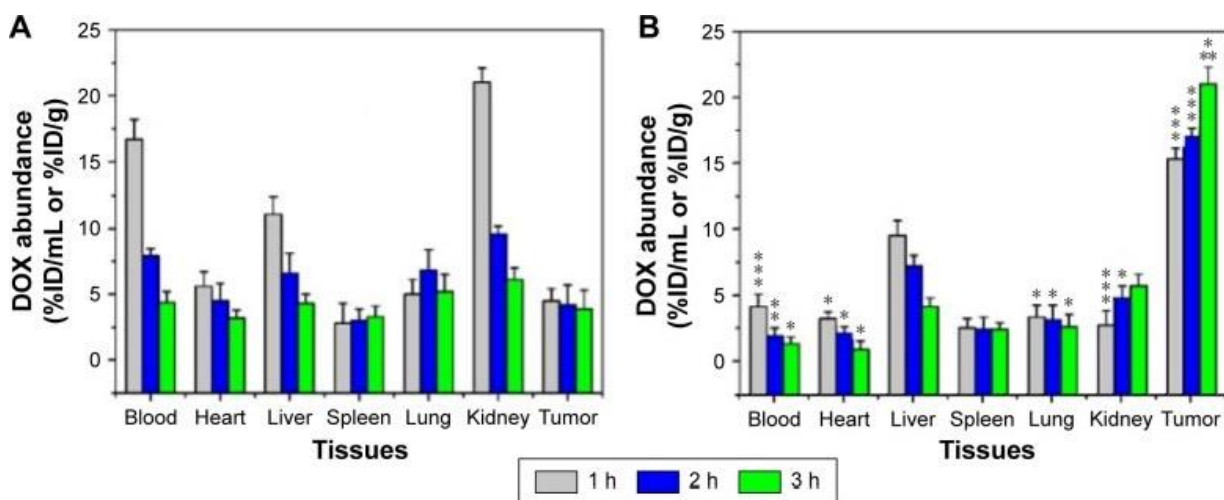 A
DOX abundance
(%ID/mL or %ID/g)
25
20
15
10
5
0
Blood Heart Liver Spleen Lung Kidney Tumor
Tissues
B
DOX abundance
(%ID/mL or %ID/g)
25
20
15
10
5
0
*** ** * * * * * * * *** * *** *** ***
Blood Heart Liver Spleen Lung Kidney Tumor
Tissues
1 h 2 h 3 h